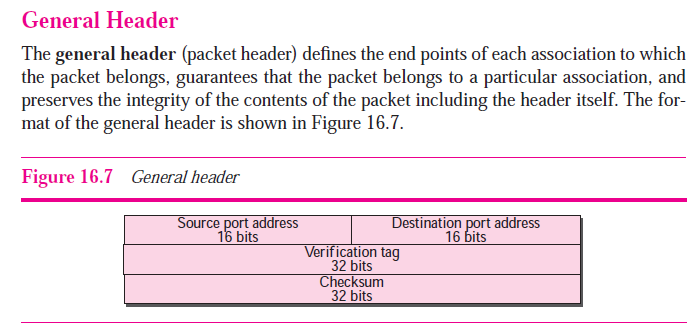 General Header
The general header (packet header) defines the end points of each association to which
the packet belongs, guarantees that the packet belongs to a particular association, and
preserves the integrity of the contents of the packet including the header itself. The for-
mat of the general header is shown in Figure 16.7.
Figure 16.7 General header
Source port address
16 bits
Destination port address
16 bits
Verification tag
32 bits
Checksum
32 bits